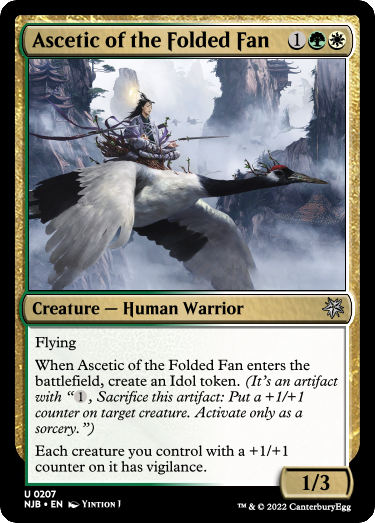 Ascetic of the Folded Fan 1
Creature — Human Warrior
Flying
When Ascetic of the Folded Fan enters the
battlefield, create an Idol token. (It's an artifact
with “1, Sacrifice this artifact: Put a +1/+1
counter on target creature. Activate only as a
sorcery.”)
Each creature you control with a +1/+1
counter on it has vigilance.
1/3
U 0207
NJB • EN Yintion J
™ & © 2022 CanterburyEgg